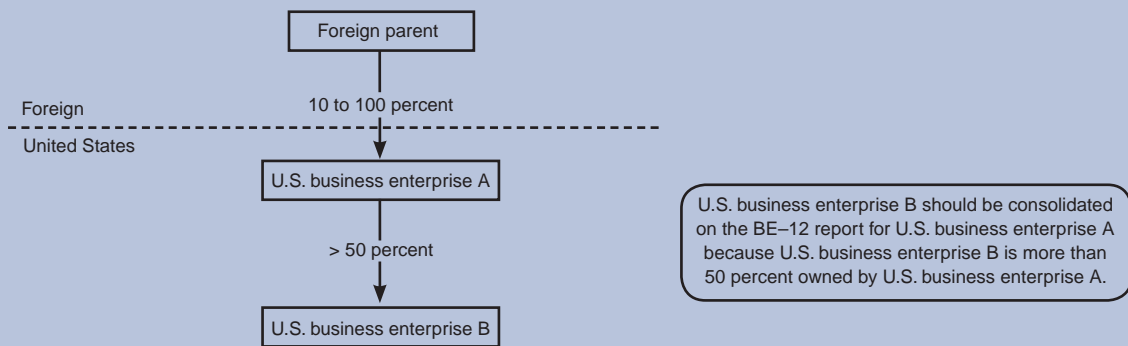 Foreign parent
Foreign
10 to 100 percent
United States
U.S. business enterprise A
> 50 percent
U.S. business enterprise B
U.S. business enterprise B should be consolidated
on the BE–12 report for U.S. business enterprise A
because U.S. business enterprise B is more than
50 percent owned by U.S. business enterprise A.